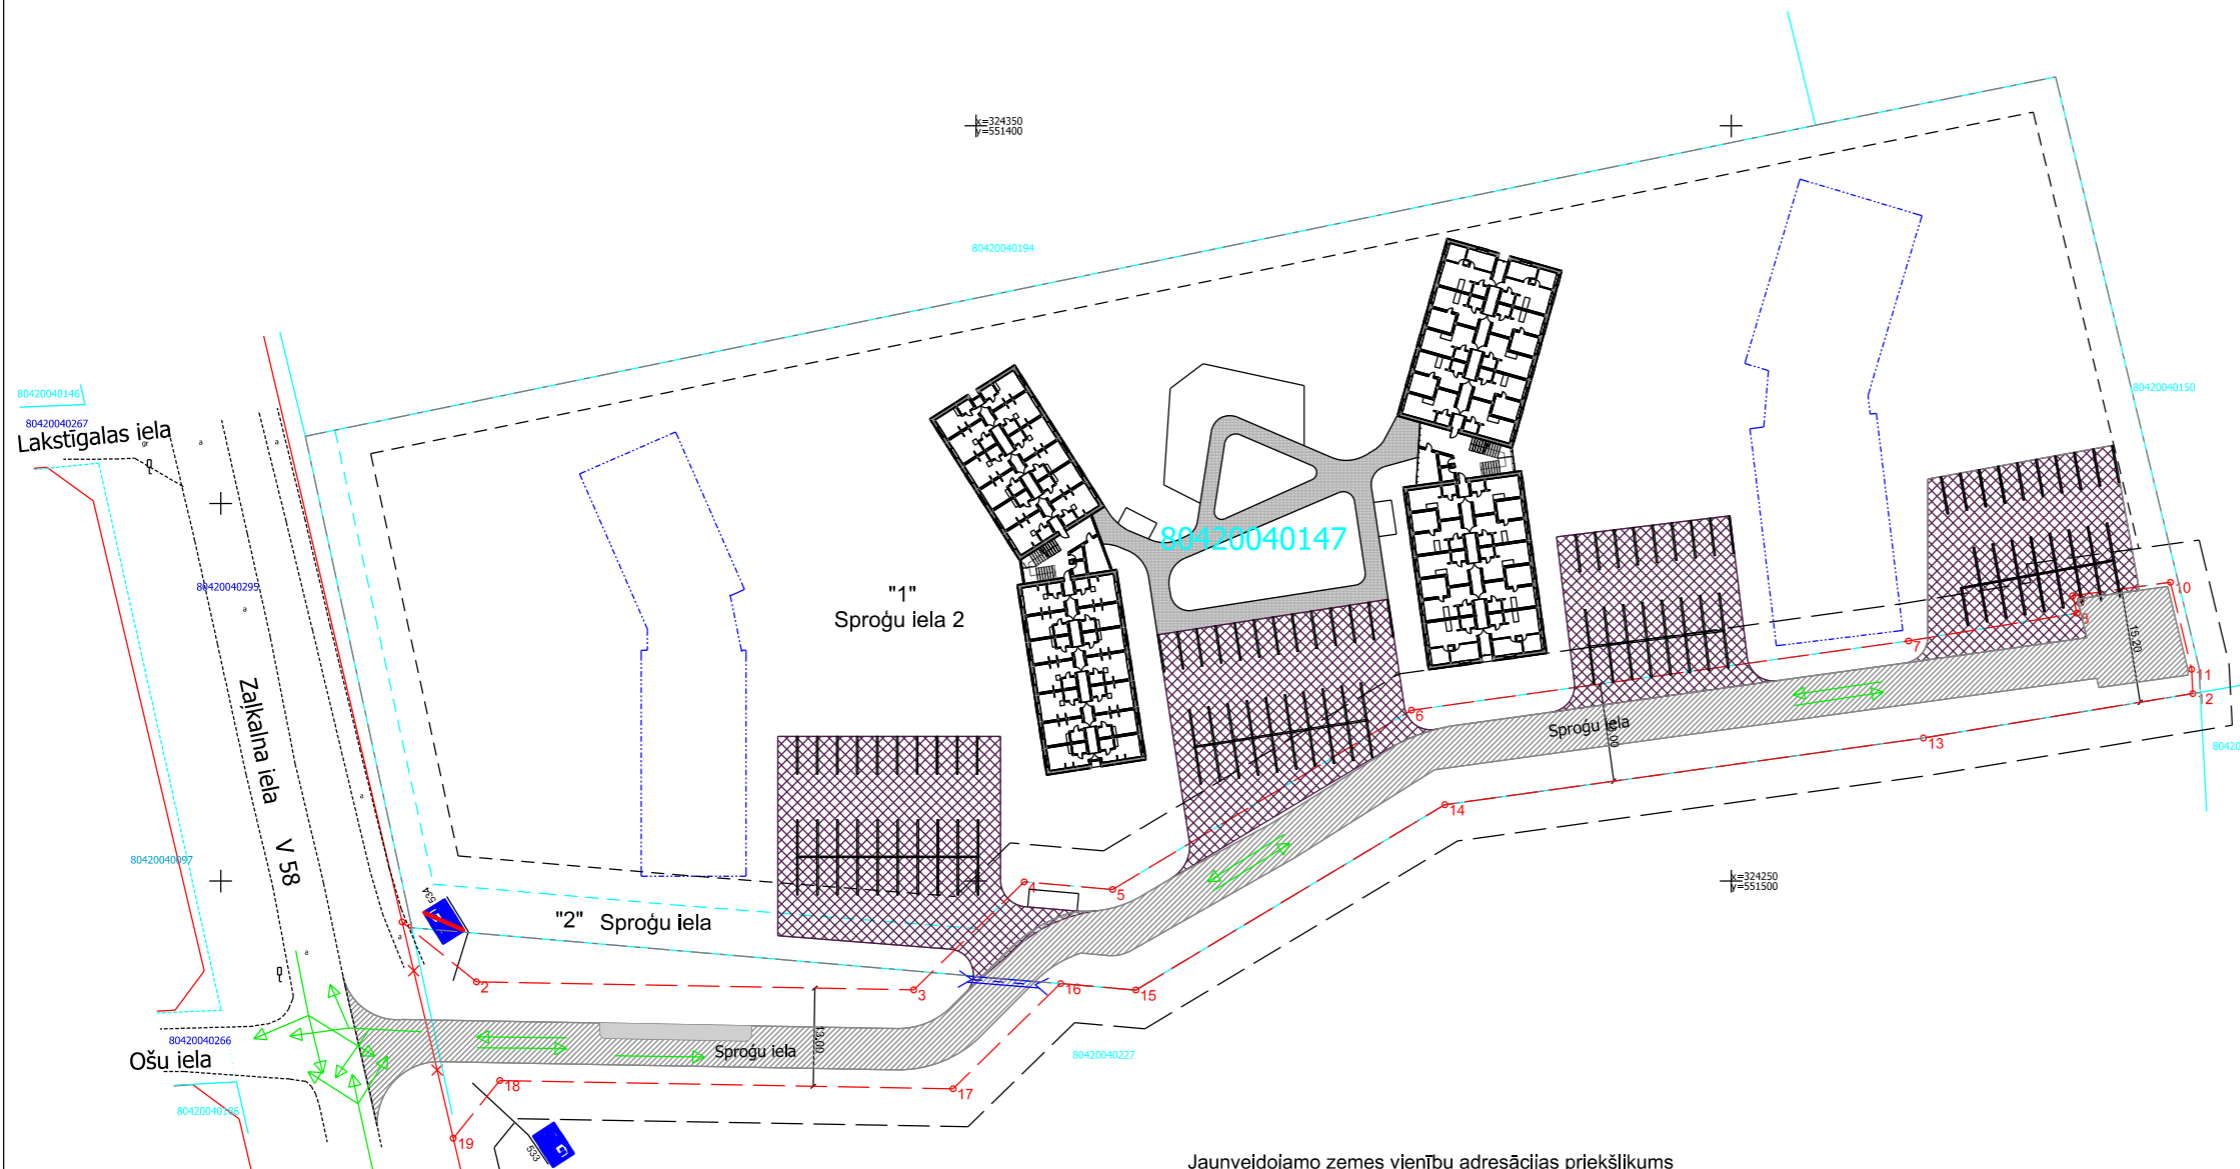 x=324350
y=551400
80420040194
80420040146
80420040267
Lakstīgalas iela
gr
a
a
a
80420040150
80420040147
80420040295
a
"1"
Sproģu iela 2
10
7
15,20
11
12
6
Sproģu iela
13
Zaļkalna iela
V 58
a
14
80420040097
x=324250
y=551500
4
5
534
"2" Sproģu iela
a
a
2
3
16
15
80420040266
Ošu iela
Sproģu iela
13,00
80420040227
18
17
19
533
Jaunveidojamo zemes vienību adresācijas priekšlikums